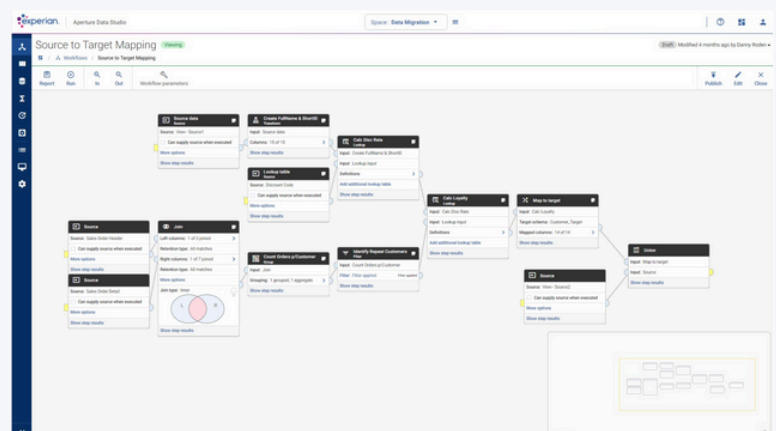 experian.
Aperture Data Studio
Space: Data Migration
Source to Target Mapping
Viewing
Draft
Modified 4 months ago by Danny Roden
Workflows / Source to Target Mapping
Report
Run
In
Out
Workflow parameters
Publish
Edit
Close
Source data
Source
Source: View - Source1
Can supply source when executed
More options
Show step results
Create FullName & ShortID
Transform
Input: Source data
Columns: 15 of 15
Show step results
Lookup table
Source
Source: Discount Code
Can supply source when executed
More options
Show step results
Calc Disc Rate
Lookup
Input: Create FullName & ShortID
Input: Lookup input
Definitions
Add additional lookup table
Show step results
Calc Loyalty
Lookup
Input: Calc Disc Rate
Input: Lookup input
Definitions
Add additional lookup table
Show step results
Map to target
Input: Calc Loyalty
Target schema: Customer_Target
Mapped columns: 14 of 14
Show step results
Source
Source: Sales Order Header
Can supply source when executed
More options
Show step results
Source
Can supply source when executed
More options
Show step results
Join
Left columns: 1 of 3 joined
Retention type: All matches
Right columns: 1 of 7 joined
Retention type: All matches
More options
Join type: Inner
L
R
Show step results
Count Orders p/Customer
Group
Input: Join
Grouping: 1 grouped, 1 aggregate
Show step results
Identify Repeat Customers
Filter
Input: Count Orders p/Customer
Filter: Filter applied
Show step results
Source
Source: View - Source2
Can supply source when executed
More options
Show step results
Union
Input: Map to target
Input: Source
Show step results